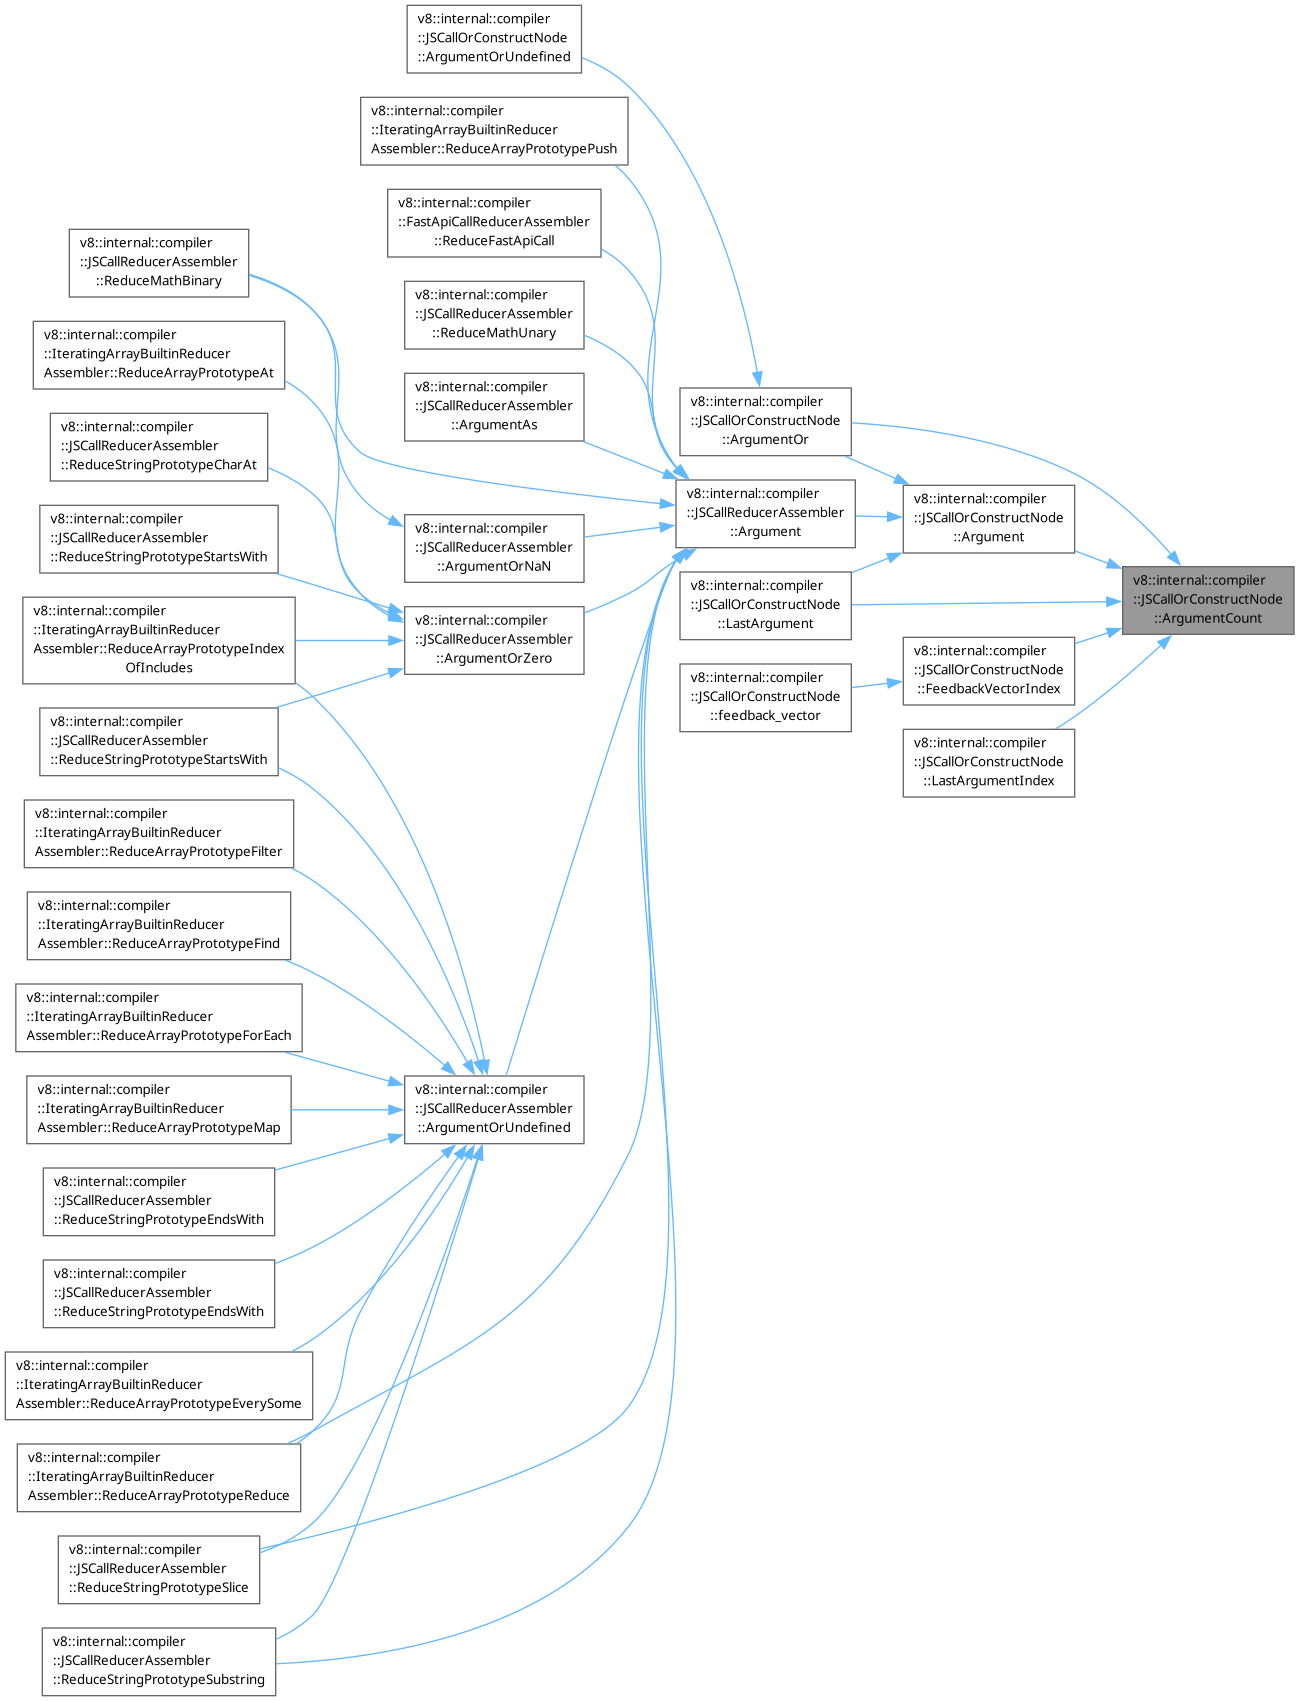 v8::internal::compiler
::JSCallOrConstructNode
::ArgumentOrUndefined
v8::internal::compiler
::IteratingArrayBuiltinReducer
Assembler::ReduceArrayPrototypePush
v8::internal::compiler
::FastApiCallReducerAssembler
::ReduceFastApiCall
v8::internal::compiler
::JSCallReducerAssembler
::ReduceMathBinary
v8::internal::compiler
::JSCallReducerAssembler
::ReduceMathUnary
v8::internal::compiler
::IteratingArrayBuiltinReducer
Assembler::ReduceArrayPrototypeAt
v8::internal::compiler
::JSCallReducerAssembler
::ArgumentAs
v8::internal::compiler
::JSCallOrConstructNode
::ArgumentOr
v8::internal::compiler
::JSCallReducerAssembler
::ReduceStringPrototypeCharAt
v8::internal::compiler
::JSCallReducerAssembler
::Argument
v8::internal::compiler
::JSCallOrConstructNode
::Argument
v8::internal::compiler
::JSCallReducerAssembler
::ReduceStringPrototypeStartsWith
v8::internal::compiler
::JSCallReducerAssembler
::ArgumentOrNaN
v8::internal::compiler
::JSCallOrConstructNode
::LastArgument
v8::internal::compiler
::JSCallOrConstructNode
::ArgumentCount
v8::internal::compiler
::IteratingArrayBuiltinReducer
Assembler::ReduceArrayPrototypeIndex
OfIncludes
v8::internal::compiler
::JSCallReducerAssembler
::ArgumentOrZero
v8::internal::compiler
::JSCallOrConstructNode
::FeedbackVectorIndex
v8::internal::compiler
::JSCallOrConstructNode
::feedback_vector
v8::internal::compiler
::JSCallReducerAssembler
::ReduceStringPrototypeStartsWith
v8::internal::compiler
::JSCallOrConstructNode
::LastArgumentIndex
v8::internal::compiler
::IteratingArrayBuiltinReducer
Assembler::ReduceArrayPrototypeFilter
v8::internal::compiler
::IteratingArrayBuiltinReducer
Assembler::ReduceArrayPrototypeFind
v8::internal::compiler
::IteratingArrayBuiltinReducer
Assembler::ReduceArrayPrototypeForEach
v8::internal::compiler
::IteratingArrayBuiltinReducer
Assembler::ReduceArrayPrototypeMap
v8::internal::compiler
::JSCallReducerAssembler
::ArgumentOrUndefined
v8::internal::compiler
::JSCallReducerAssembler
::ReduceStringPrototypeEndsWith
v8::internal::compiler
::JSCallReducerAssembler
::ReduceStringPrototypeEndsWith
v8::internal::compiler
::IteratingArrayBuiltinReducer
Assembler::ReduceArrayPrototypeEverySome
v8::internal::compiler
::IteratingArrayBuiltinReducer
Assembler::ReduceArrayPrototypeReduce
v8::internal::compiler
::JSCallReducerAssembler
::ReduceStringPrototypeSlice
v8::internal::compiler
::JSCallReducerAssembler
::ReduceStringPrototypeSubstring